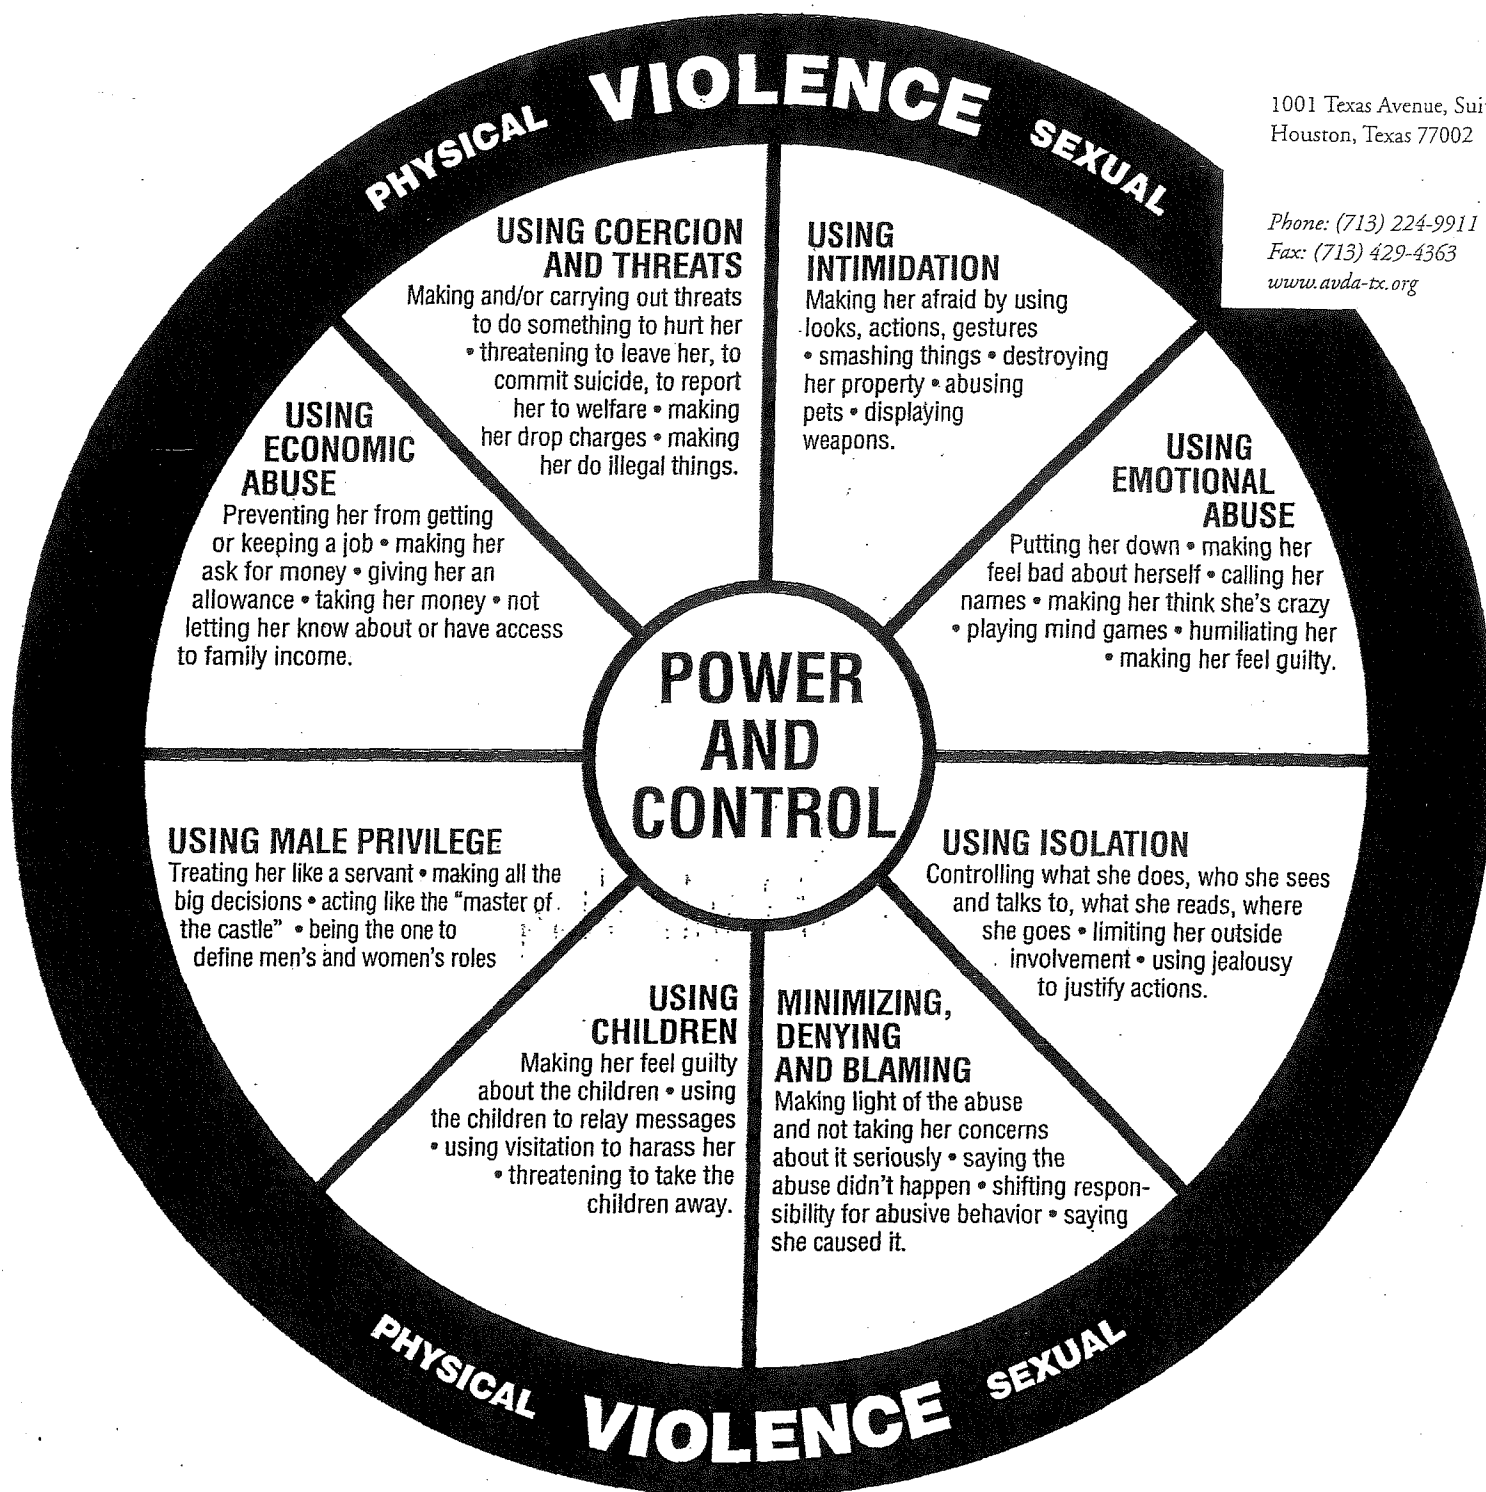 PHYSICAL VIOLENCE SEXUAL
1001 Texas Avenue,
Houston, Texas 77002
Phone: (713) 224-9911
Fax: (713) 429-4363
www.avda-tx.org
USING COERCION
AND THREATS
Making and/or carrying out threats
to do something to hurt her
• threatening to leave her, to
commit suicide, to report
her to welfare • making
her drop charges • making
her do illegal things.
USING
INTIMIDATION
Making her afraid by using
looks, actions, gestures
• smashing things • destroying
her property • abusing
pets • displaying
weapons.
USING
ECONOMIC
ABUSE
Preventing her from getting
or keeping a job • making her
ask for money • giving her an
allowance • taking her money • not
letting her know about or have access
to family income.
USING
EMOTIONAL
ABUSE
Putting her down • making her
feel bad about herself • calling her
names • making her think she's crazy
• playing mind games • humiliating her
• making her feel guilty.
POWER
AND
CONTROL
USING MALE PRIVILEGE
Treating her like a servant • making all the
big decisions • acting like the "master of
the castle" • being the one to
define men's and women's roles
USING ISOLATION
Controlling what she does, who she sees
and talks to, what she reads, where
she goes • limiting her outside
involvement • using jealousy
to justify actions.
USING
CHILDREN
Making her feel guilty
about the children • using
the children to relay messages
• using visitation to harass her
• threatening to take the
children away.
MINIMIZING,
DENYING
AND BLAMING
Making light of the abuse
and not taking her concerns
about it seriously • saying the
abuse didn't happen • shifting respon-
sibility for abusive behavior • saying
she caused it.
PHYSICAL VIOLENCE SEXUAL